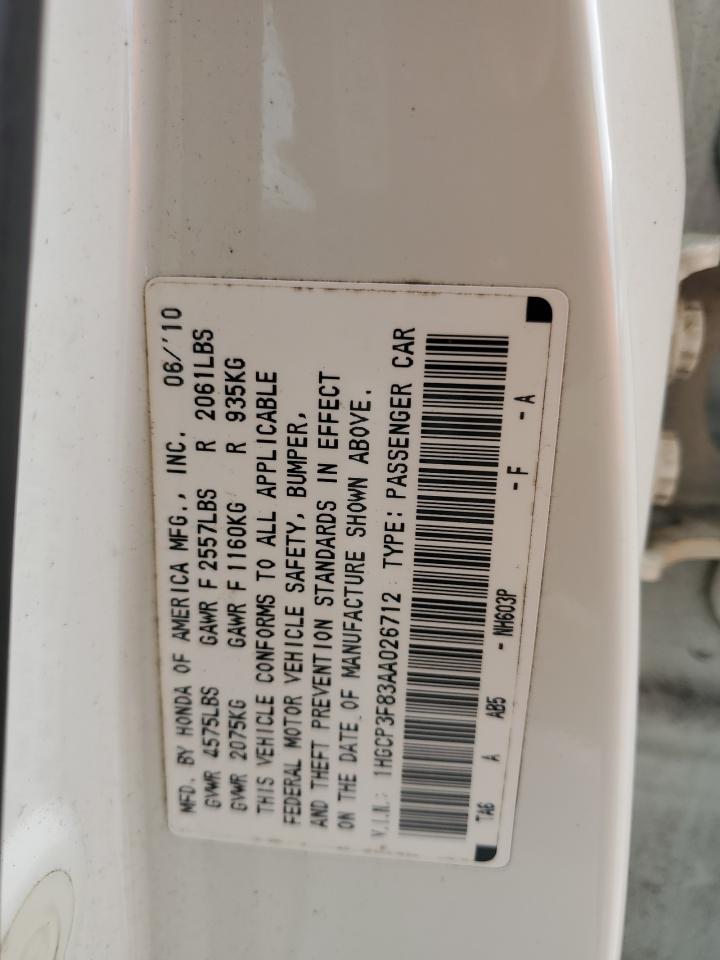 MFD. BY HONDA OF AMERICA MFG., INC. 06/'10
GVWR 4575LBS GAWR F 2557LBS R 2061LBS
GVWR 2075KG GAWR F 1160KG R 935KG
THIS VEHICLE CONFORMS TO ALL APPLICABLE
FEDERAL MOTOR VEHICLE SAFETY, BUMPER,
AND THEFT PREVENTION STANDARDS IN EFFECT
ON THE DATE OF MANUFACTURE SHOWN ABOVE.
V.I.N.: 1HGCP3F83AA026712 TYPE: PASSENGER CAR
TA6 A AB5 - NH603P - F - A